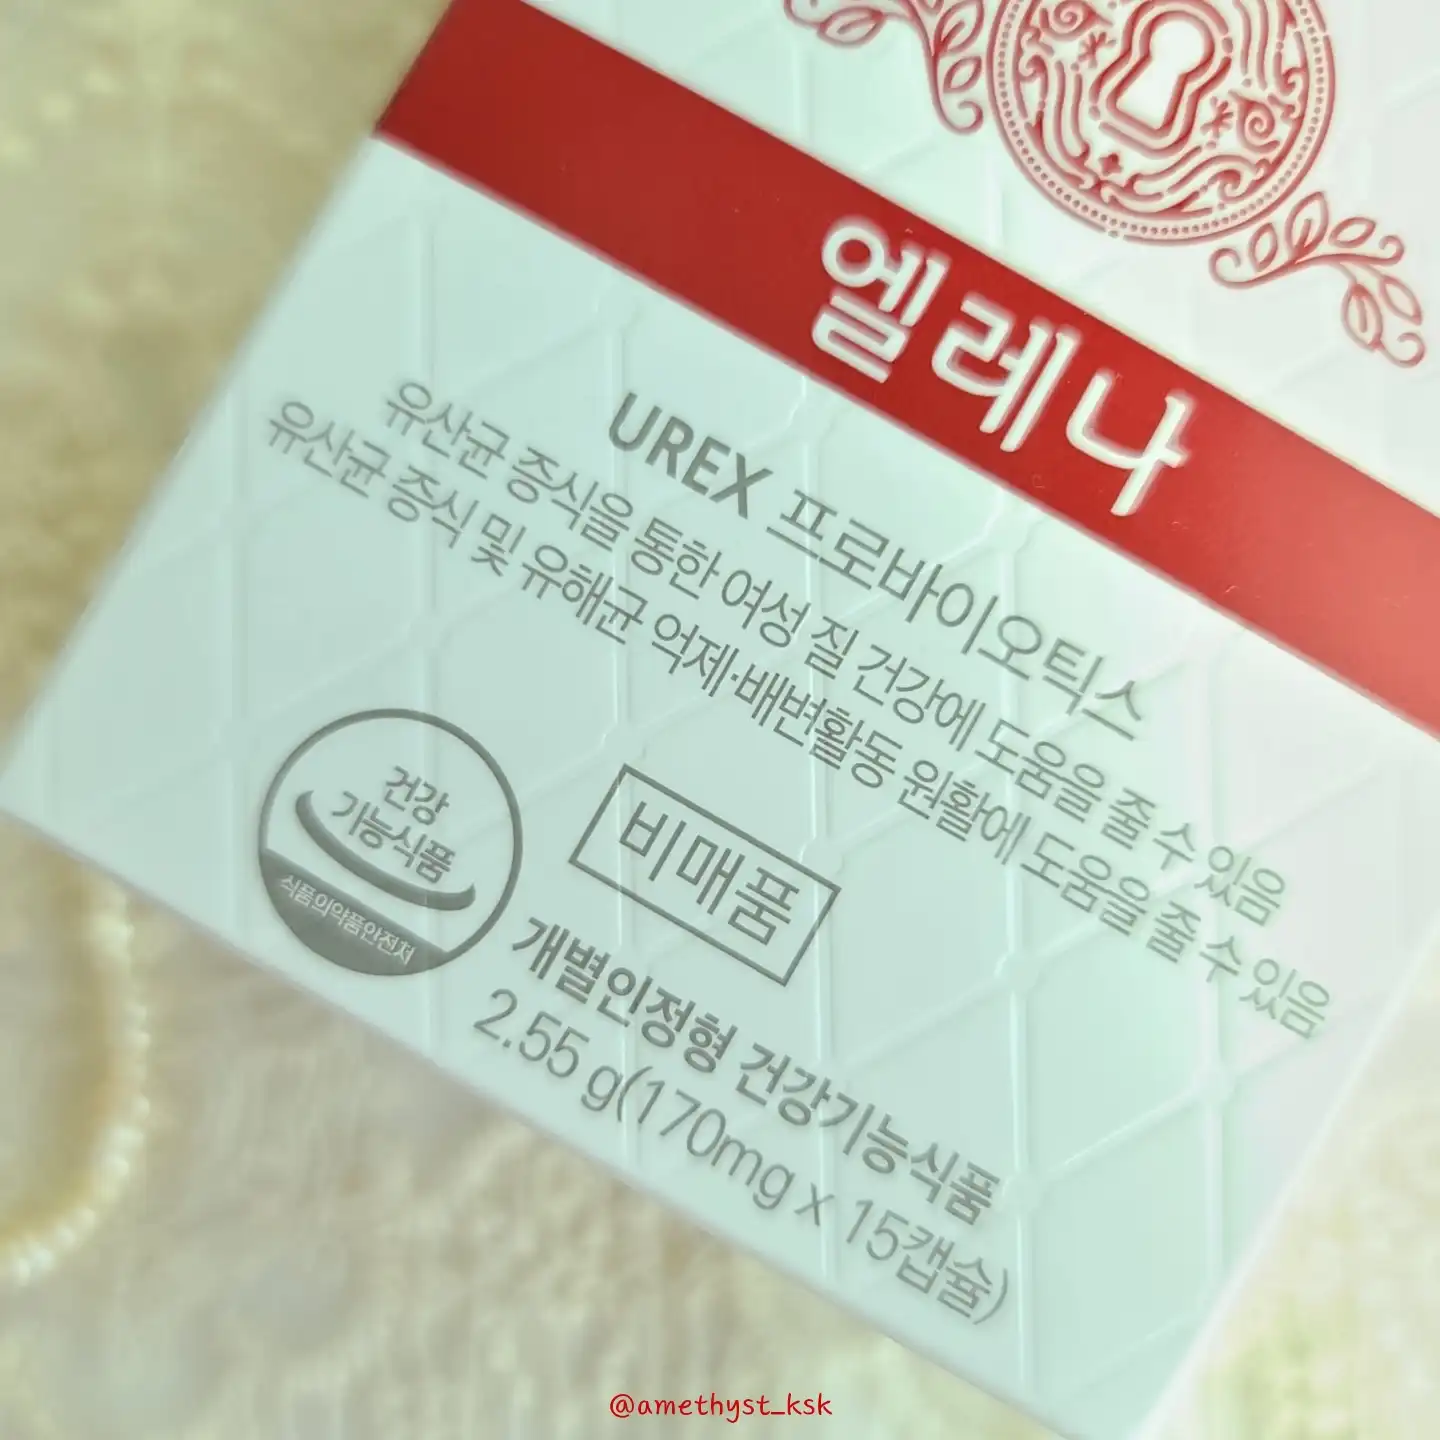 엘레나
UREX 프로바이오틱스
유산균 증식을 통한 여성 질 건강에 도움을 줄 수 있음
유산균 증식 및 유해균 억제·배변활동 원활에 도움을 줄 수 있음
건강
기능식품
식품의약품안전처
비매품
개별인정형 건강기능식품
2.55 g(170mg x 15캡슐)
@amethyst_ksk